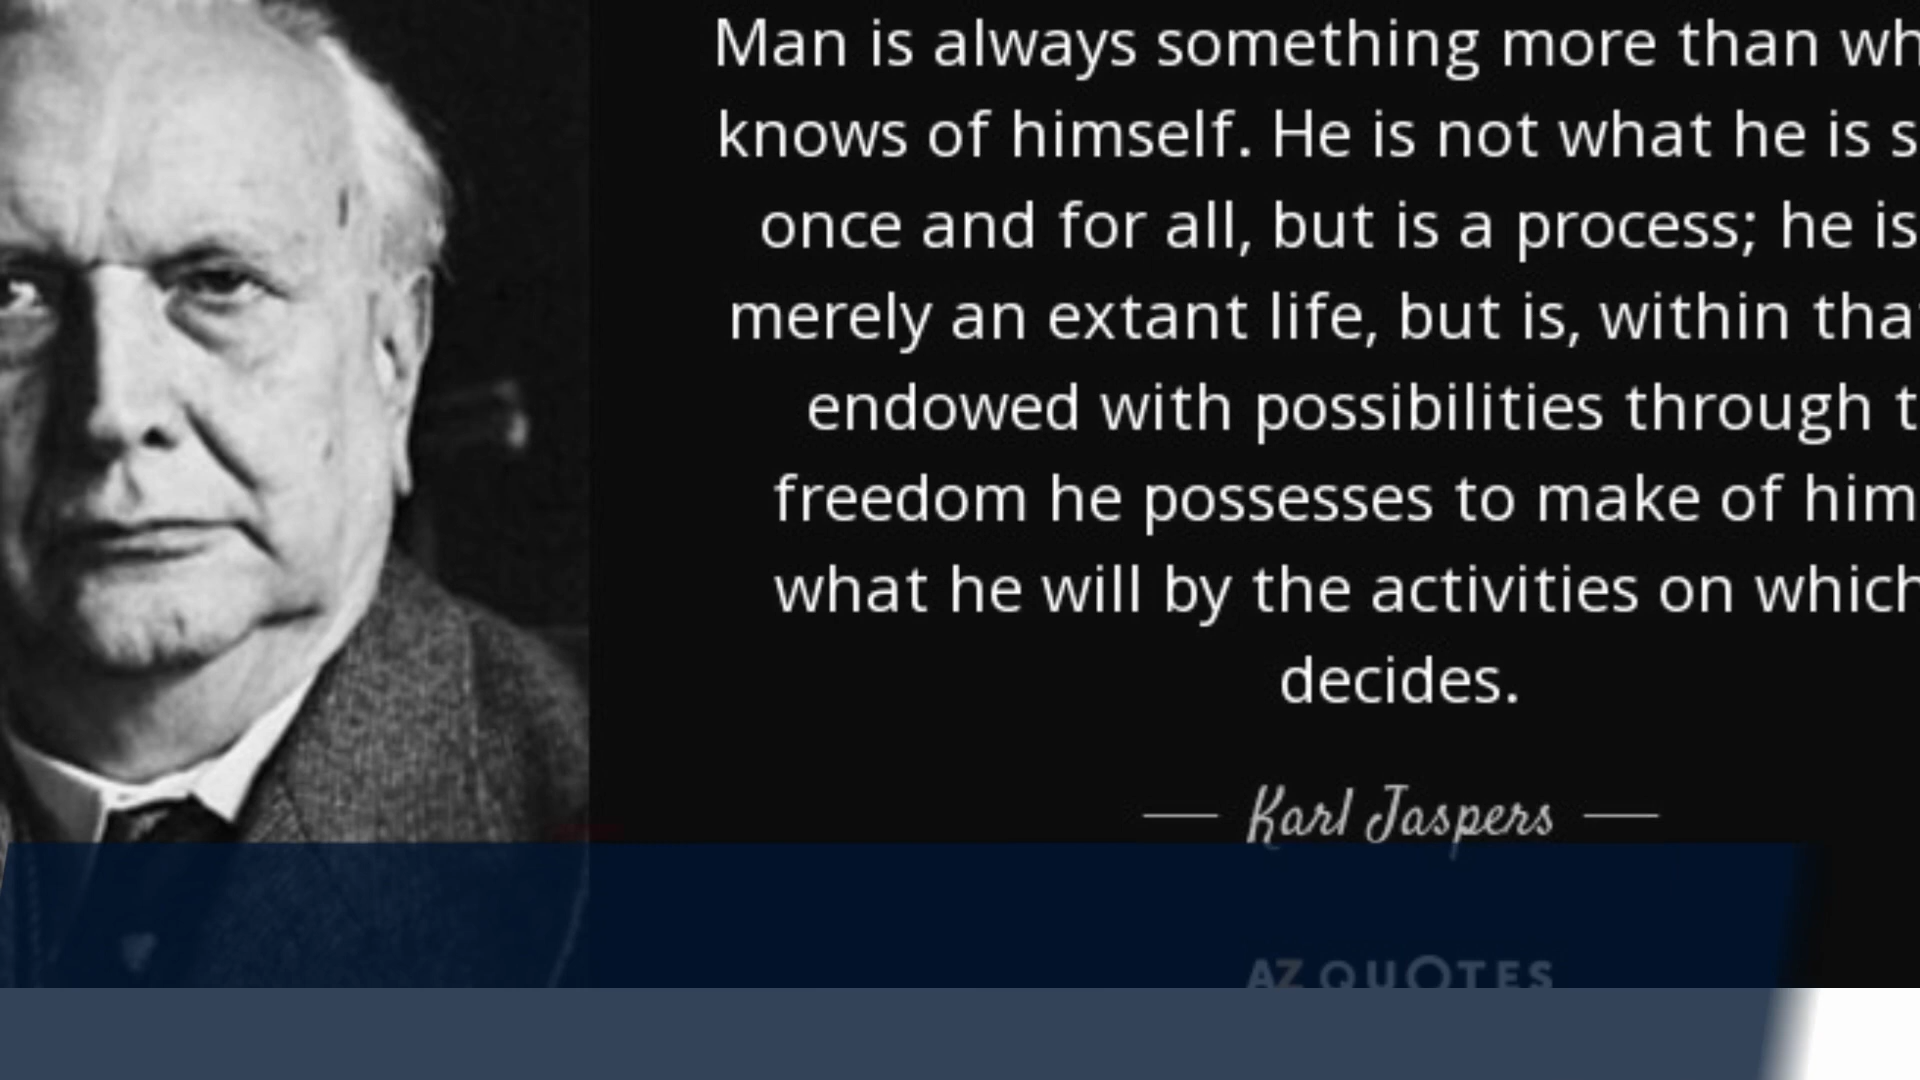 Man is always something more than wh
knows of himself. He is not what he is s
once and for all, but is a process; he is
merely an extant life, but is, within that
endowed with possibilities through t
freedom he possesses to make of him
what he will by the activities on which
decides.
Karl Jaspers
AZ QUOTES